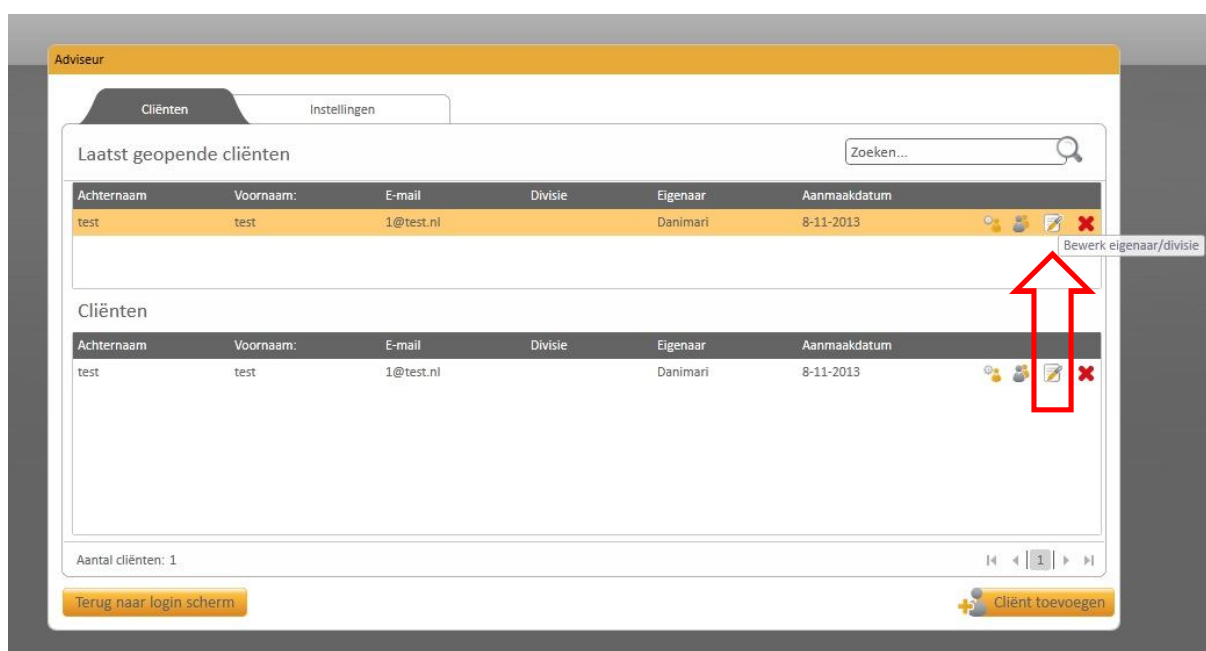 Adviseur
Cliënten Instellingen
Laatst geopende cliënten Zoeken...
Achternaam Voornaam: E-mail Divisie Eigenaar Aanmaakdatum
test test 1@test.nl Danimari 8-11-2013
Bewerk eigenaar/divisie
Cliënten
Achternaam Voornaam: E-mail Divisie Eigenaar Aanmaakdatum
test test 1@test.nl Danimari 8-11-2013
Aantal cliënten: 1 1
Terug naar login scherm Cliënt toevoegen